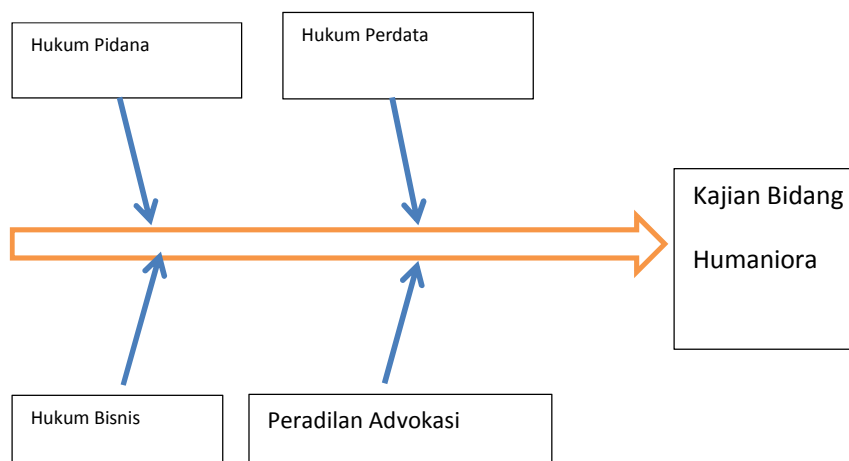 Hukum Pidana
Hukum Perdata
Kajian Bidang
Humaniora
Hukum Bisnis
Peradilan Advokasi